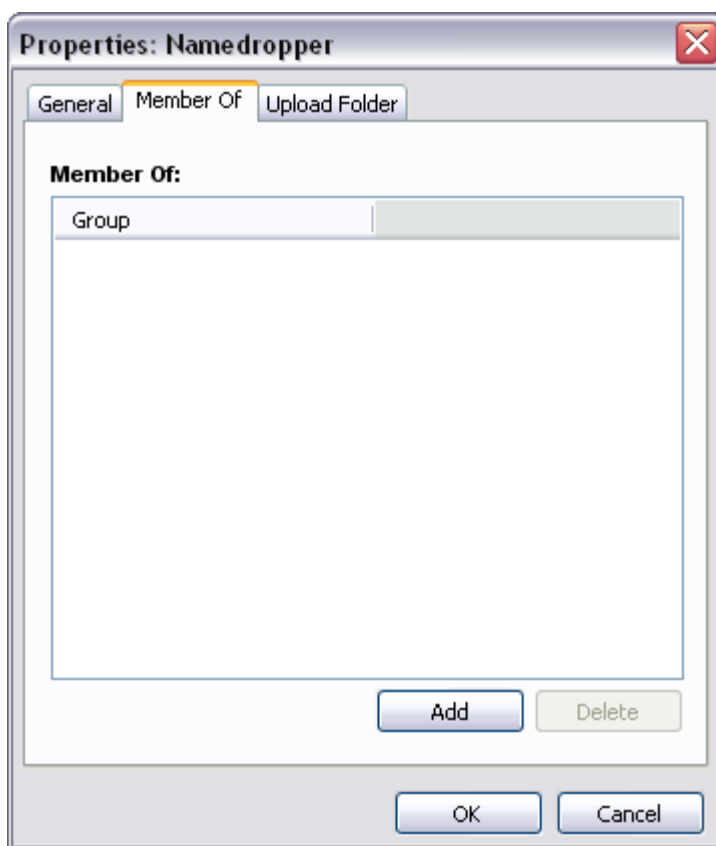 Properties: Namedropper
General Member Of Upload Folder
Member Of:
Group
Add Delete
OK Cancel